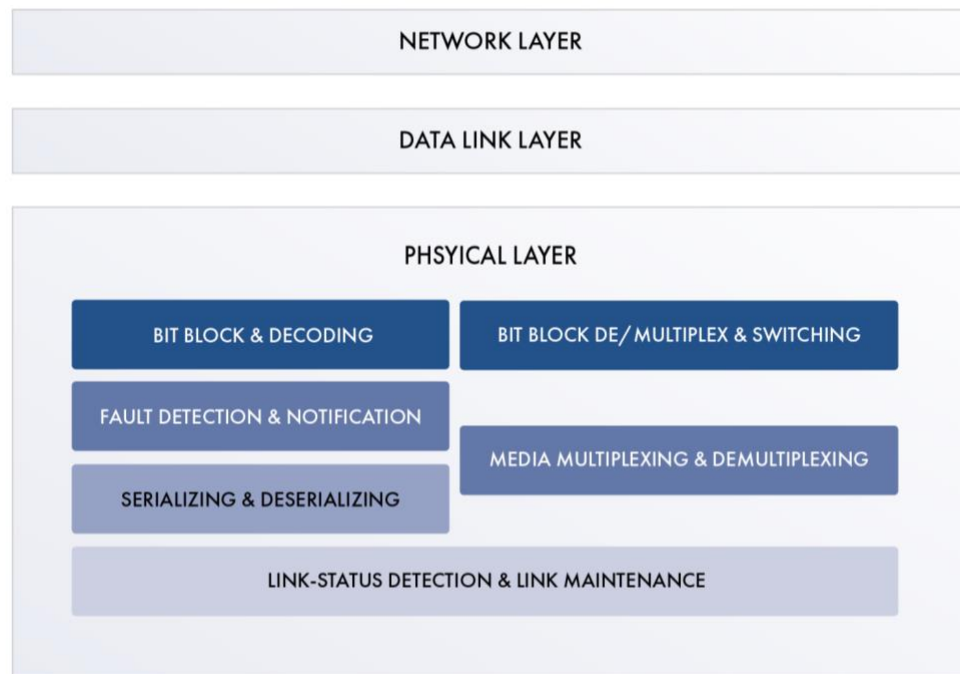 NETWORK LAYER
DATA LINK LAYER
PHSYICAL LAYER
BIT BLOCK & DECODING
BIT BLOCK DE/MULTIPLEX & SWITCHING
FAULT DETECTION & NOTIFICATION
MEDIA MULTIPLEXING & DEMULTIPLEXING
SERIALIZING & DESERIALIZING
LINK-STATUS DETECTION & LINK MAINTENANCE